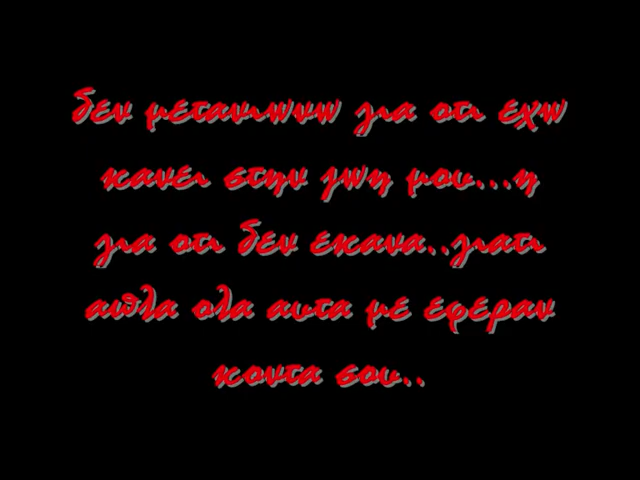 δεν μετανιωνω για οτι εχω
κανει στην ζωη μου...η
για οτι δεν εκανα..γιατι
απλα ολα αυτα με εφεραν
κοντα σου..